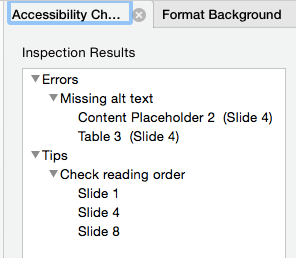 Accessibility Ch...
Format Background
Inspection Results
Errors
Missing alt text
Content Placeholder 2  (Slide 4)
Table 3  (Slide 4)
Tips
Check reading order
Slide 1
Slide 4
Slide 8